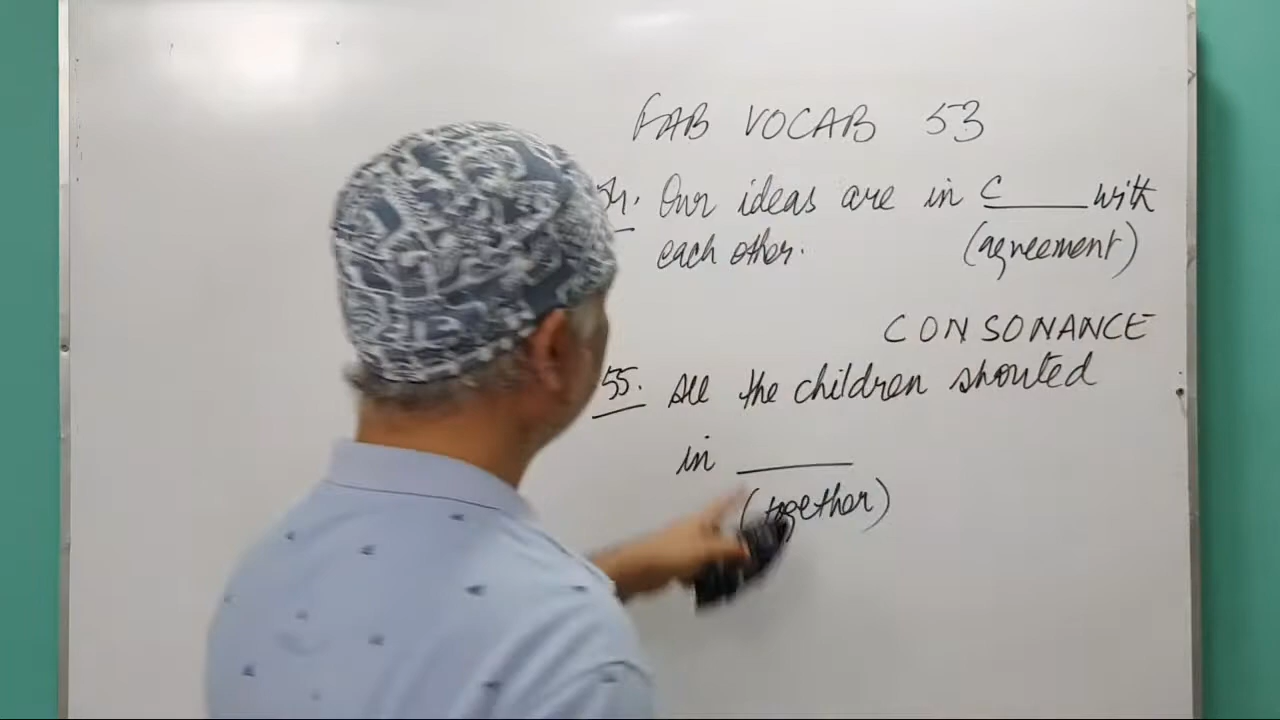 FAB VOCAB 53
54. Our ideas are in C____ with
each other. (agreement)
CONSONANCE
55. All the children shouted
in ____
(together)